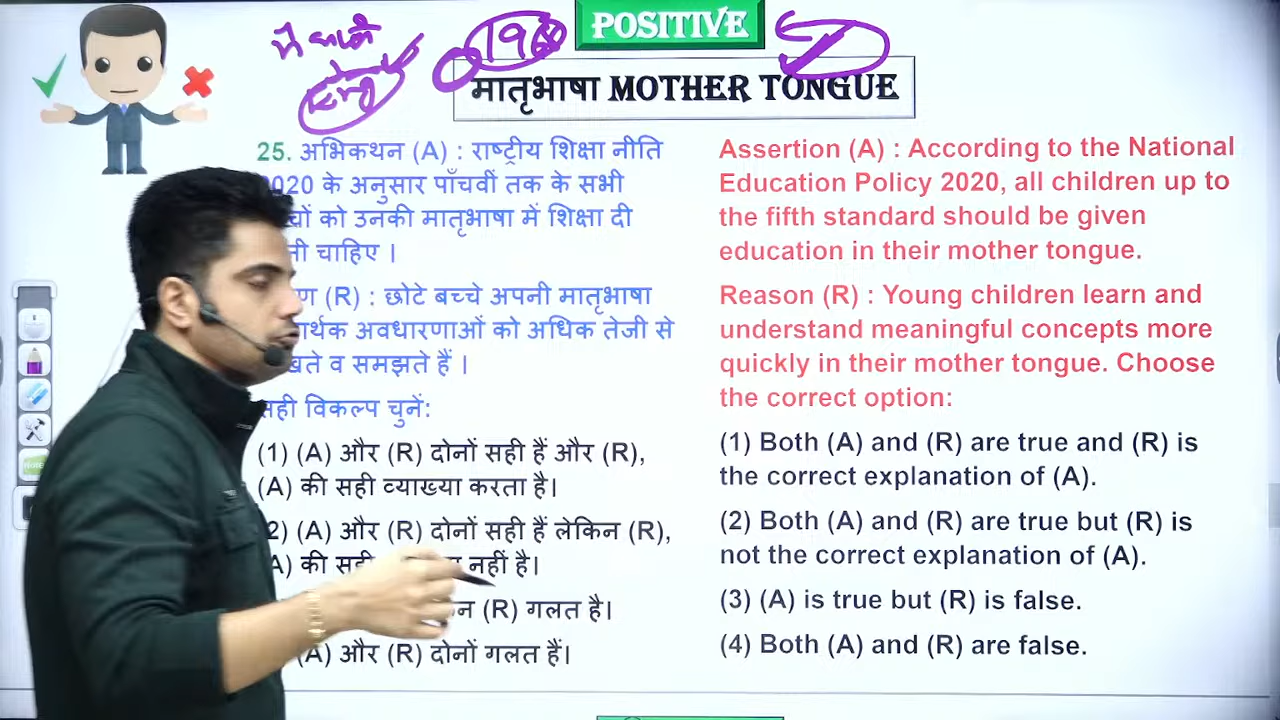 POSITIVE
मातृभाषा MOTHER TONGUE
25. अभिकथन (A) : राष्ट्रीय शिक्षा नीति
2020 के अनुसार पाँचवीं तक के सभी
को उनकी मातृभाषा में शिक्षा दी
चाहिए ।
(R) : छोटे बच्चे अपनी मातृभाषा
अवधारणाओं को अधिक तेजी से
व समझते हैं ।
सही विकल्प चुनें:
(1) (A) और (R) दोनों सही हैं और (R),
(A) की सही व्याख्या करता है।
(2) (A) और (R) दोनों सही हैं लेकिन (R),
(A) की सही नहीं है।
(R) गलत है।
(A) और (R) दोनों गलत हैं।
Assertion (A) : According to the National
Education Policy 2020, all children up to
the fifth standard should be given
education in their mother tongue.
Reason (R) : Young children learn and
understand meaningful concepts more
quickly in their mother tongue. Choose
the correct option:
(1) Both (A) and (R) are true and (R) is
the correct explanation of (A).
(2) Both (A) and (R) are true but (R) is
not the correct explanation of (A).
(3) (A) is true but (R) is false.
(4) Both (A) and (R) are false.